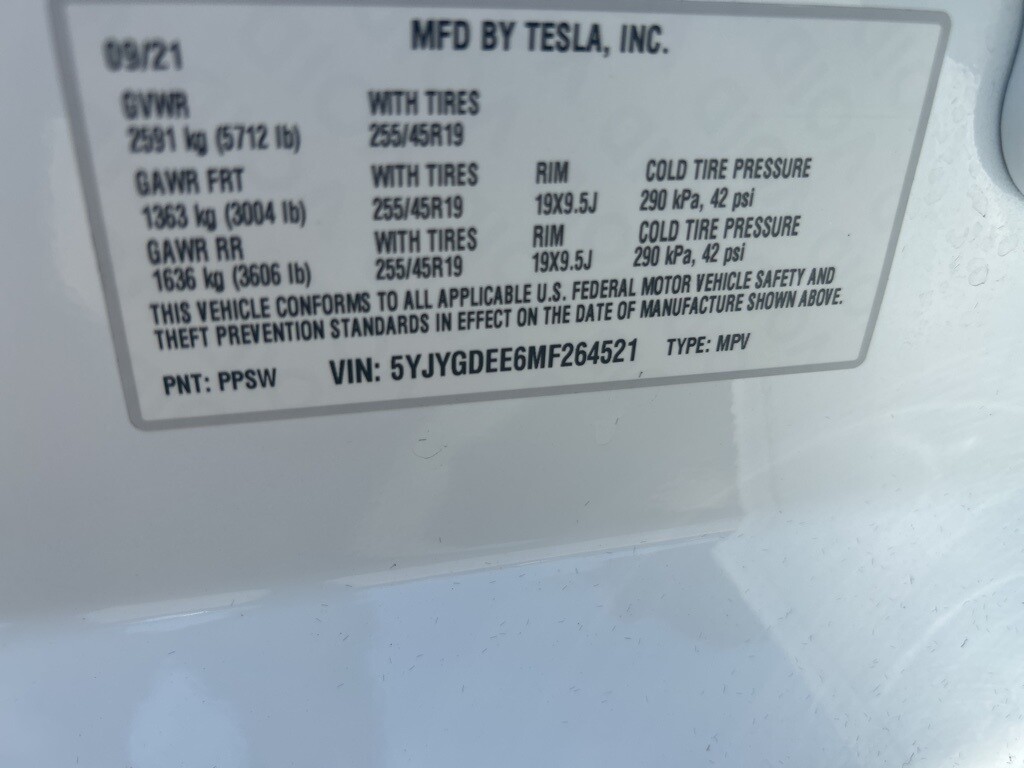 09/21 MFD BY TESLA, INC.
GVWR WITH TIRES
2591 kg (5712 lb) 255/45R19
GAWR FRT WITH TIRES RIM COLD TIRE PRESSURE
1363 kg (3004 lb) 255/45R19 19X9.5J 290 kPa, 42 psi
GAWR RR WITH TIRES RIM COLD TIRE PRESSURE
1636 kg (3606 lb) 255/45R19 19X9.5J 290 kPa, 42 psi
THIS VEHICLE CONFORMS TO ALL APPLICABLE U.S. FEDERAL MOTOR VEHICLE SAFETY AND
THEFT PREVENTION STANDARDS IN EFFECT ON THE DATE OF MANUFACTURE SHOWN ABOVE.
PNT: PPSW VIN: 5YJYGDEE6MF264521 TYPE: MPV